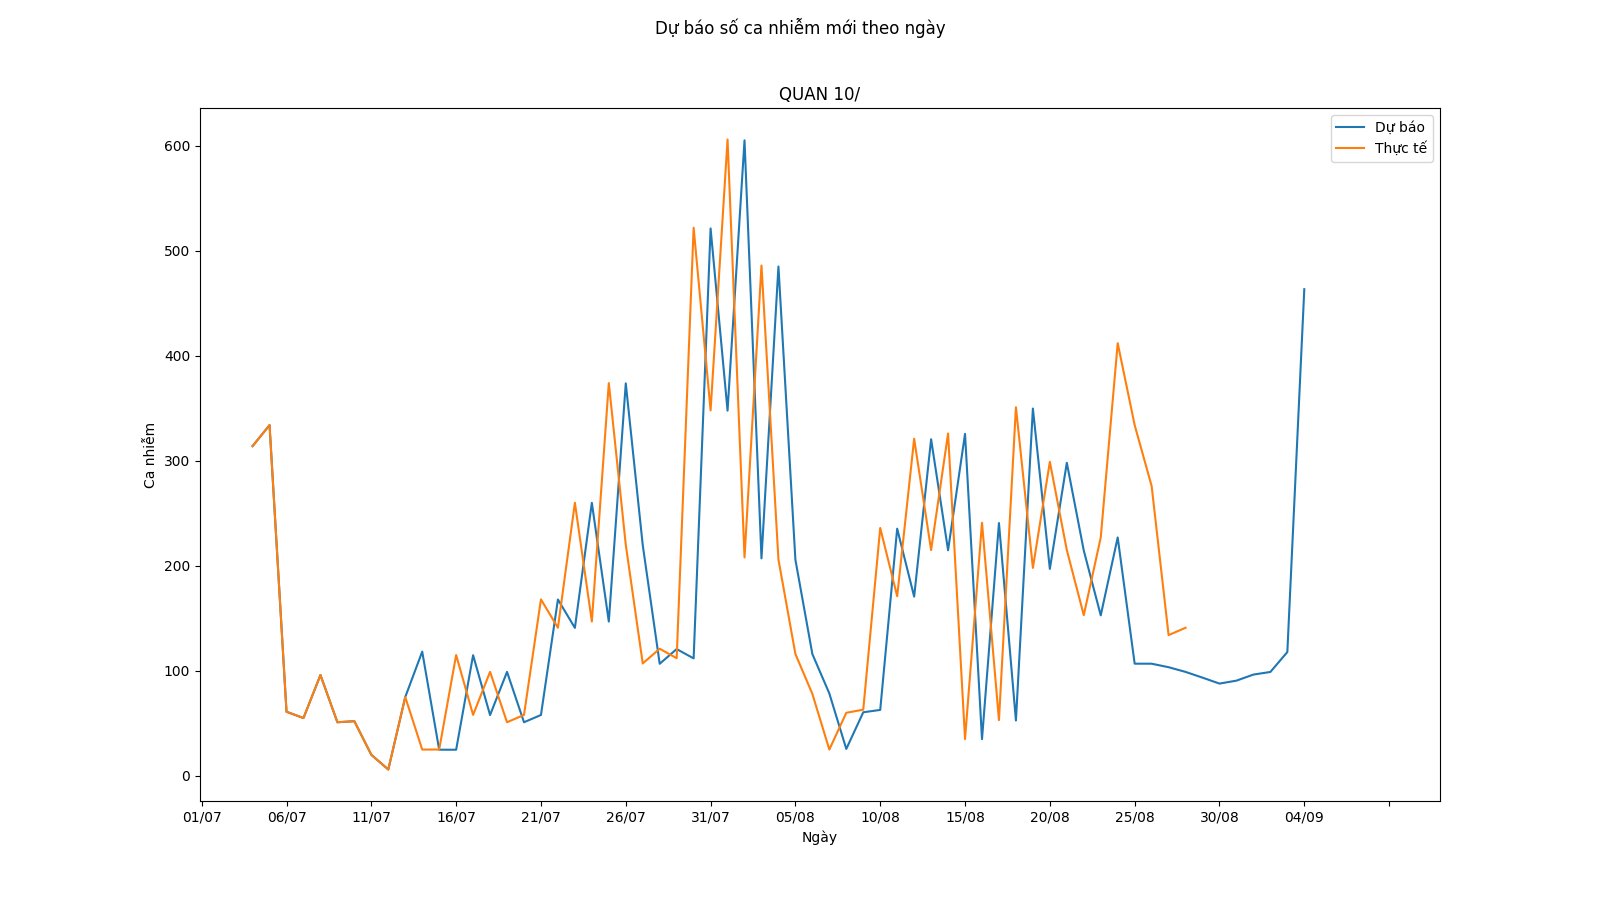 Dự báo số ca nhiễm mới theo ngày
QUAN 10/
Dự báo
Thực tế
600
500
400
300
200
100
0
Ca nhiễm
01/07 06/07 11/07 16/07 21/07 26/07 31/07 05/08 10/08 15/08 20/08 25/08 30/08 04/09
Ngày